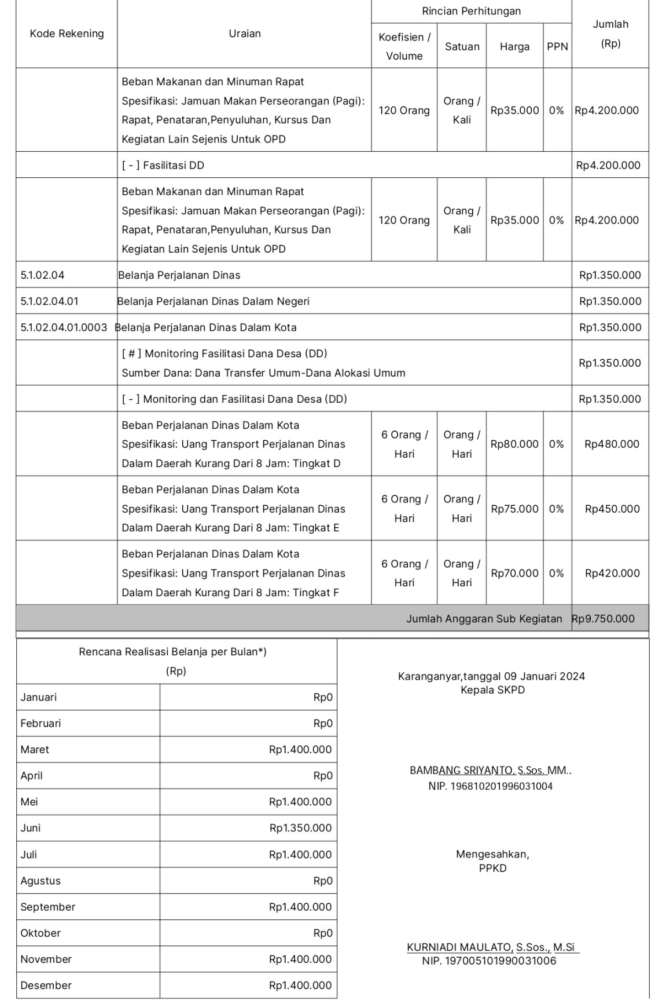 Kode Rekening
Uraian
Rincian Perhitungan
Jumlah
(Rp)
Koefisien /
Volume
Satuan
Harga
PPN
Beban Makanan dan Minuman Rapat
Spesifikasi: Jamuan Makan Perseorangan (Pagi):
Rapat, Penataran,Penyuluhan, Kursus Dan
Kegiatan Lain Sejenis Untuk OPD
120 Orang
Orang /
Kali
Rp35.000
0%
Rp4.200.000
[ - ] Fasilitasi DD
Rp4.200.000
Beban Makanan dan Minuman Rapat
Spesifikasi: Jamuan Makan Perseorangan (Pagi):
Rapat, Penataran,Penyuluhan, Kursus Dan
Kegiatan Lain Sejenis Untuk OPD
120 Orang
Orang /
Kali
Rp35.000
0%
Rp4.200.000
5.1.02.04
Belanja Perjalanan Dinas
Rp1.350.000
5.1.02.04.01
Belanja Perjalanan Dinas Dalam Negeri
Rp1.350.000
5.1.02.04.01.0003
Belanja Perjalanan Dinas Dalam Kota
Rp1.350.000
[ # ] Monitoring Fasilitasi Dana Desa (DD)
Sumber Dana: Dana Transfer Umum-Dana Alokasi Umum
Rp1.350.000
[ - ] Monitoring dan Fasilitasi Dana Desa (DD)
Rp1.350.000
Beban Perjalanan Dinas Dalam Kota
Spesifikasi: Uang Transport Perjalanan Dinas
Dalam Daerah Kurang Dari 8 Jam: Tingkat D
6 Orang /
Hari
Orang /
Hari
Rp80.000
0%
Rp480.000
Beban Perjalanan Dinas Dalam Kota
Spesifikasi: Uang Transport Perjalanan Dinas
Dalam Daerah Kurang Dari 8 Jam: Tingkat E
6 Orang /
Hari
Orang /
Hari
Rp75.000
0%
Rp450.000
Beban Perjalanan Dinas Dalam Kota
Spesifikasi: Uang Transport Perjalanan Dinas
Dalam Daerah Kurang Dari 8 Jam: Tingkat F
6 Orang /
Hari
Orang /
Hari
Rp70.000
0%
Rp420.000
Jumlah Anggaran Sub Kegiatan
Rp9.750.000
Rencana Realisasi Belanja per Bulan*)
(Rp)
Januari
Rp0
Februari
Rp0
Maret
Rp1.400.000
April
Rp0
Mei
Rp1.400.000
Juni
Rp1.350.000
Juli
Rp1.400.000
Agustus
Rp0
September
Rp1.400.000
Oktober
Rp0
November
Rp1.400.000
Desember
Rp1.400.000
Karanganyar,tanggal 09 Januari 2024
Kepala SKPD
BAMBANG SRIYANTO, S.Sos. MM..
NIP. 196810201996031004
Mengesahkan,
PPKD
KURNIADI MAULATO, S.Sos., M.Si
NIP. 197005101990031006